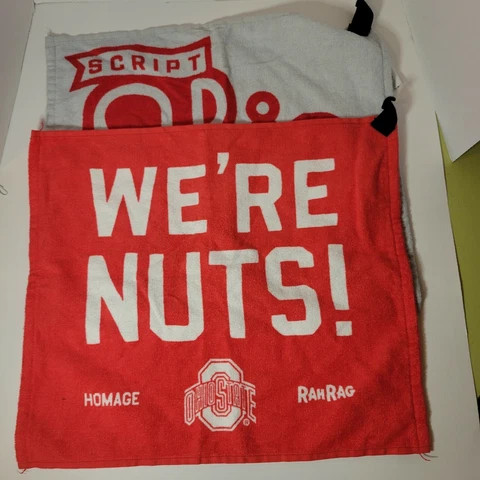 SCRIPT
WE'RE
NUTS!
HOMAGE
OHIO STATE
RAHRAG